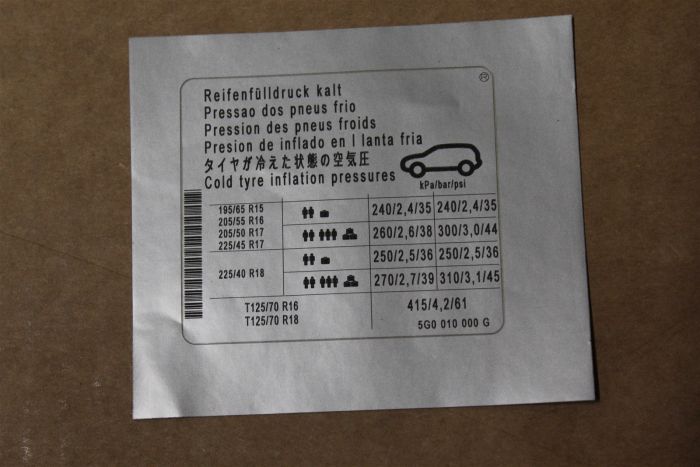 ®
Reifenfülldruck kalt
Pressao dos pneus frio
Pression des pneus froids
Presion de inflado en l lanta fria
タイヤが冷えた状態の空気圧
Cold tyre inflation pressures
kPa/bar/psi
195/65 R15
205/55 R16
205/50 R17
225/45 R17
240/2,4/35 240/2,4/35
260/2,6/38 300/3,0/44
225/40 R18
250/2,5/36 250/2,5/36
270/2,7/39 310/3,1/45
T125/70 R16
T125/70 R18
415/4,2/61
5G0 010 000 G